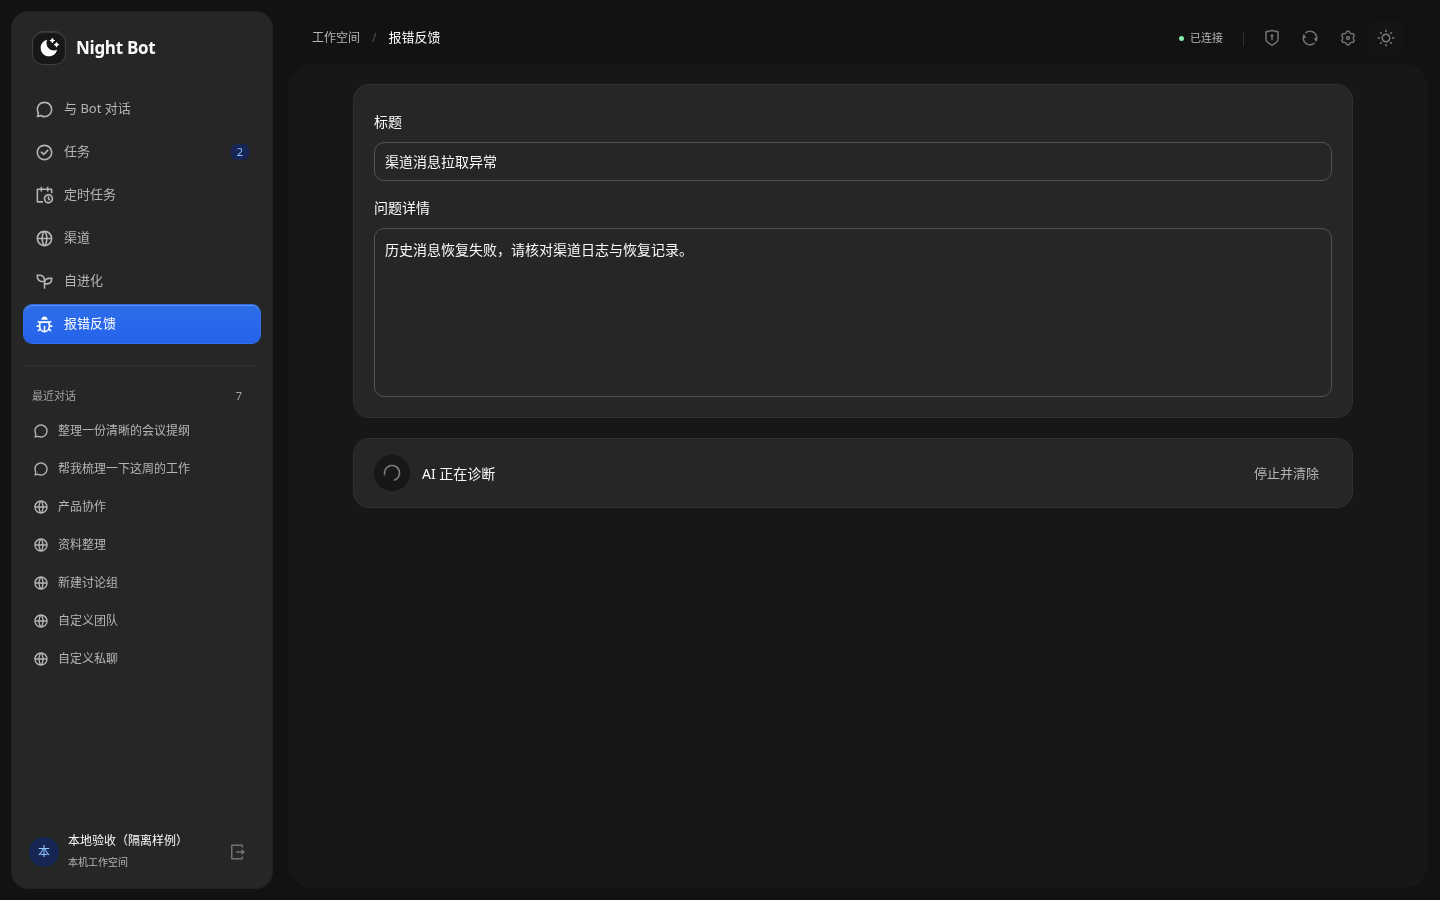 Night Bot
与 Bot 对话
任务 2
定时任务
渠道
自进化
报错反馈
最近对话 7
整理一份清晰的会议提纲
帮我梳理一下这周的工作
产品协作
资料整理
新建讨论组
自定义团队
自定义私聊
本
本地验收（隔离样例）
本机工作空间
工作空间 / 报错反馈
已连接
标题
渠道消息拉取异常
问题详情
历史消息恢复失败，请核对渠道日志与恢复记录。
AI 正在诊断
停止并清除